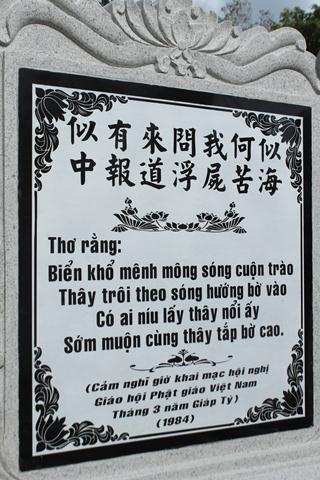 似有來問我何似
中報道浮屍苦海
Thơ rằng:
Biển khổ mênh mông sóng cuộn trào
Thây trôi theo sóng hướng bờ vào
Có ai níu lấy thây nổi ấy
Sớm muộn cùng thây tắp bờ cao.
(Cảm nghĩ giờ khai mạc hội nghị
Giáo hội Phật giáo Việt Nam
Tháng 3 năm Giáp Tý)
(1984)